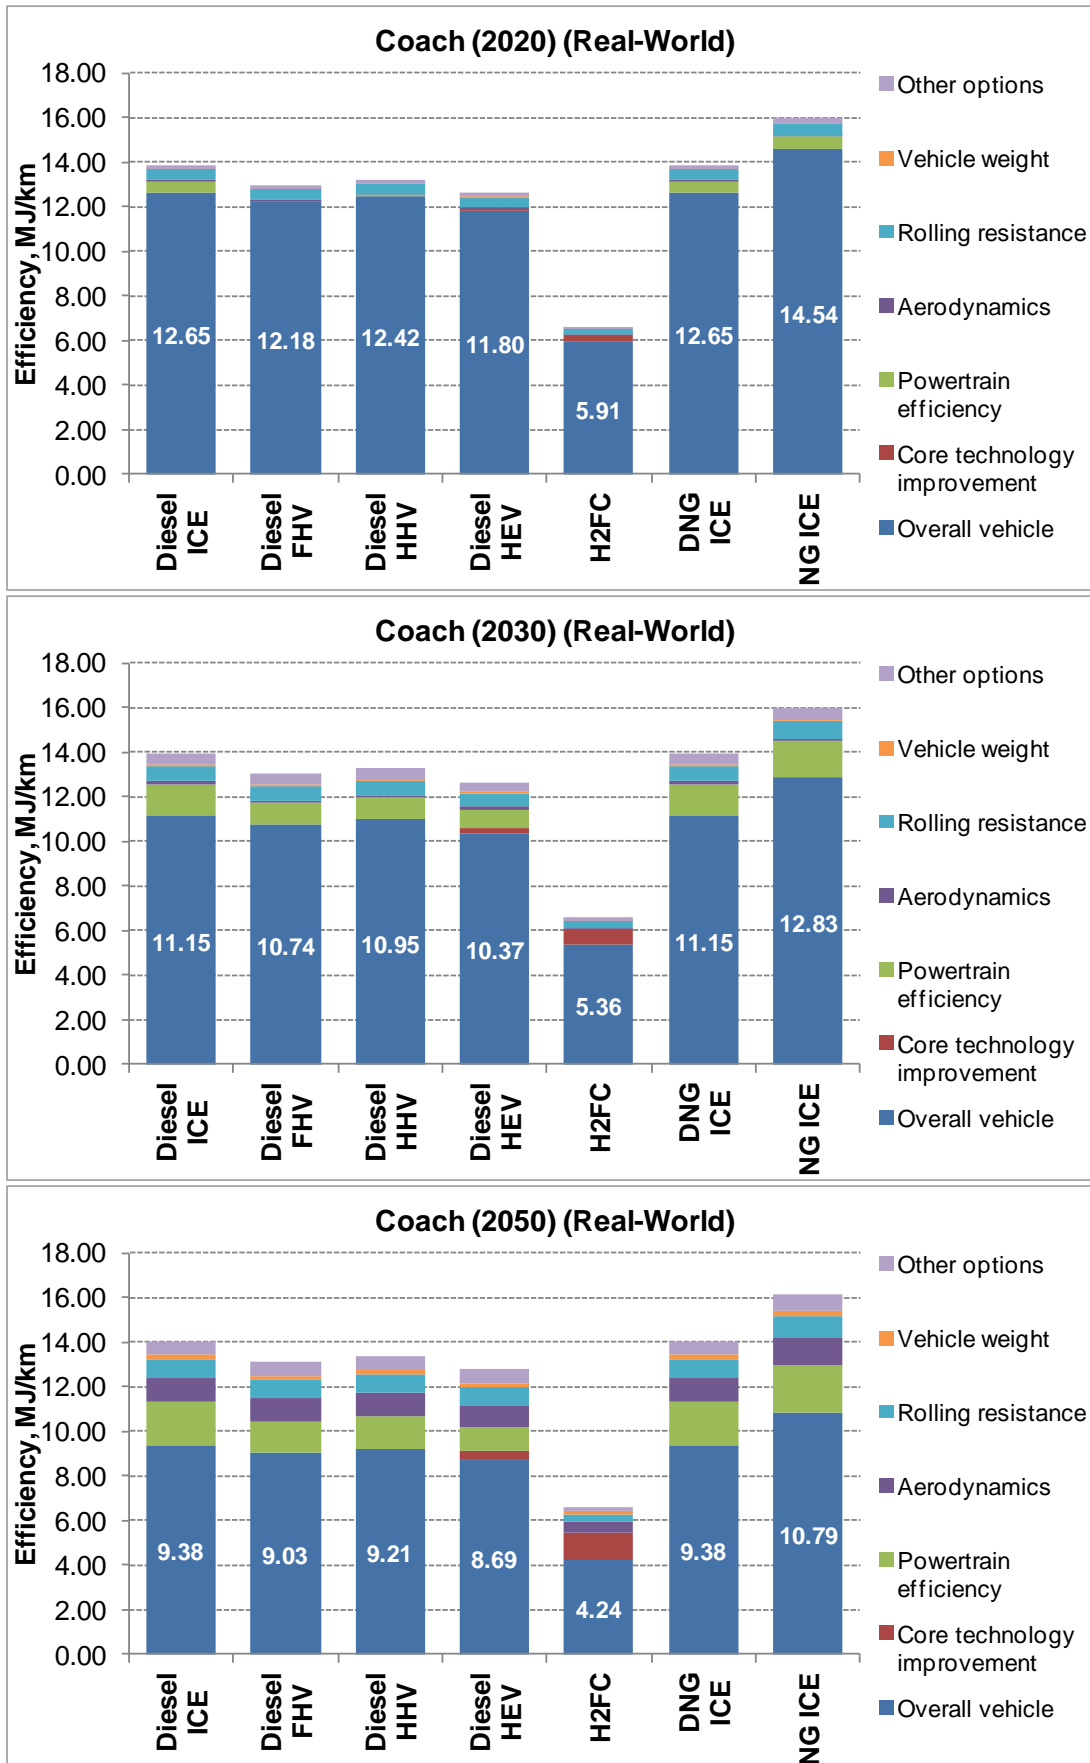 Coach (2020) (Real-World)
Efficiency, MJ/km
18.00
16.00
14.00
12.00
10.00
8.00
6.00
4.00
2.00
0.00
12.65
12.18
12.42
11.80
5.91
12.65
14.54
Diesel
ICE
Diesel
FHV
Diesel
HHV
Diesel
HEV
H2FC
DNG
ICE
NG ICE
Other options
Vehicle weight
Rolling resistance
Aerodynamics
Powertrain
efficiency
Core technology
improvement
Overall vehicle
Coach (2030) (Real-World)
Efficiency, MJ/km
18.00
16.00
14.00
12.00
10.00
8.00
6.00
4.00
2.00
0.00
11.15
10.74
10.95
10.37
5.36
11.15
12.83
Diesel
ICE
Diesel
FHV
Diesel
HHV
Diesel
HEV
H2FC
DNG
ICE
NG ICE
Other options
Vehicle weight
Rolling resistance
Aerodynamics
Powertrain
efficiency
Core technology
improvement
Overall vehicle
Coach (2050) (Real-World)
Efficiency, MJ/km
18.00
16.00
14.00
12.00
10.00
8.00
6.00
4.00
2.00
0.00
9.38
9.03
9.21
8.69
4.24
9.38
10.79
Diesel
ICE
Diesel
FHV
Diesel
HHV
Diesel
HEV
H2FC
DNG
ICE
NG ICE
Other options
Vehicle weight
Rolling resistance
Aerodynamics
Powertrain
efficiency
Core technology
improvement
Overall vehicle